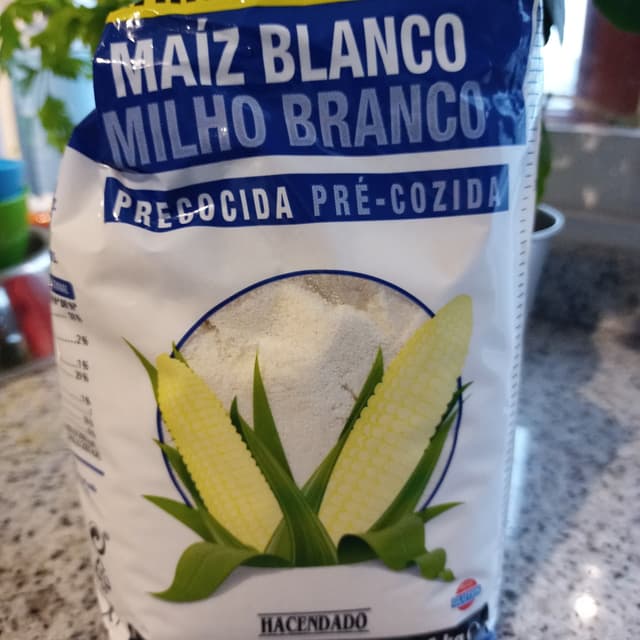 MAÍZ BLANCO
MILHO BRANCO
PRECOCIDA PRÉ-COZIDA
HACENDADO